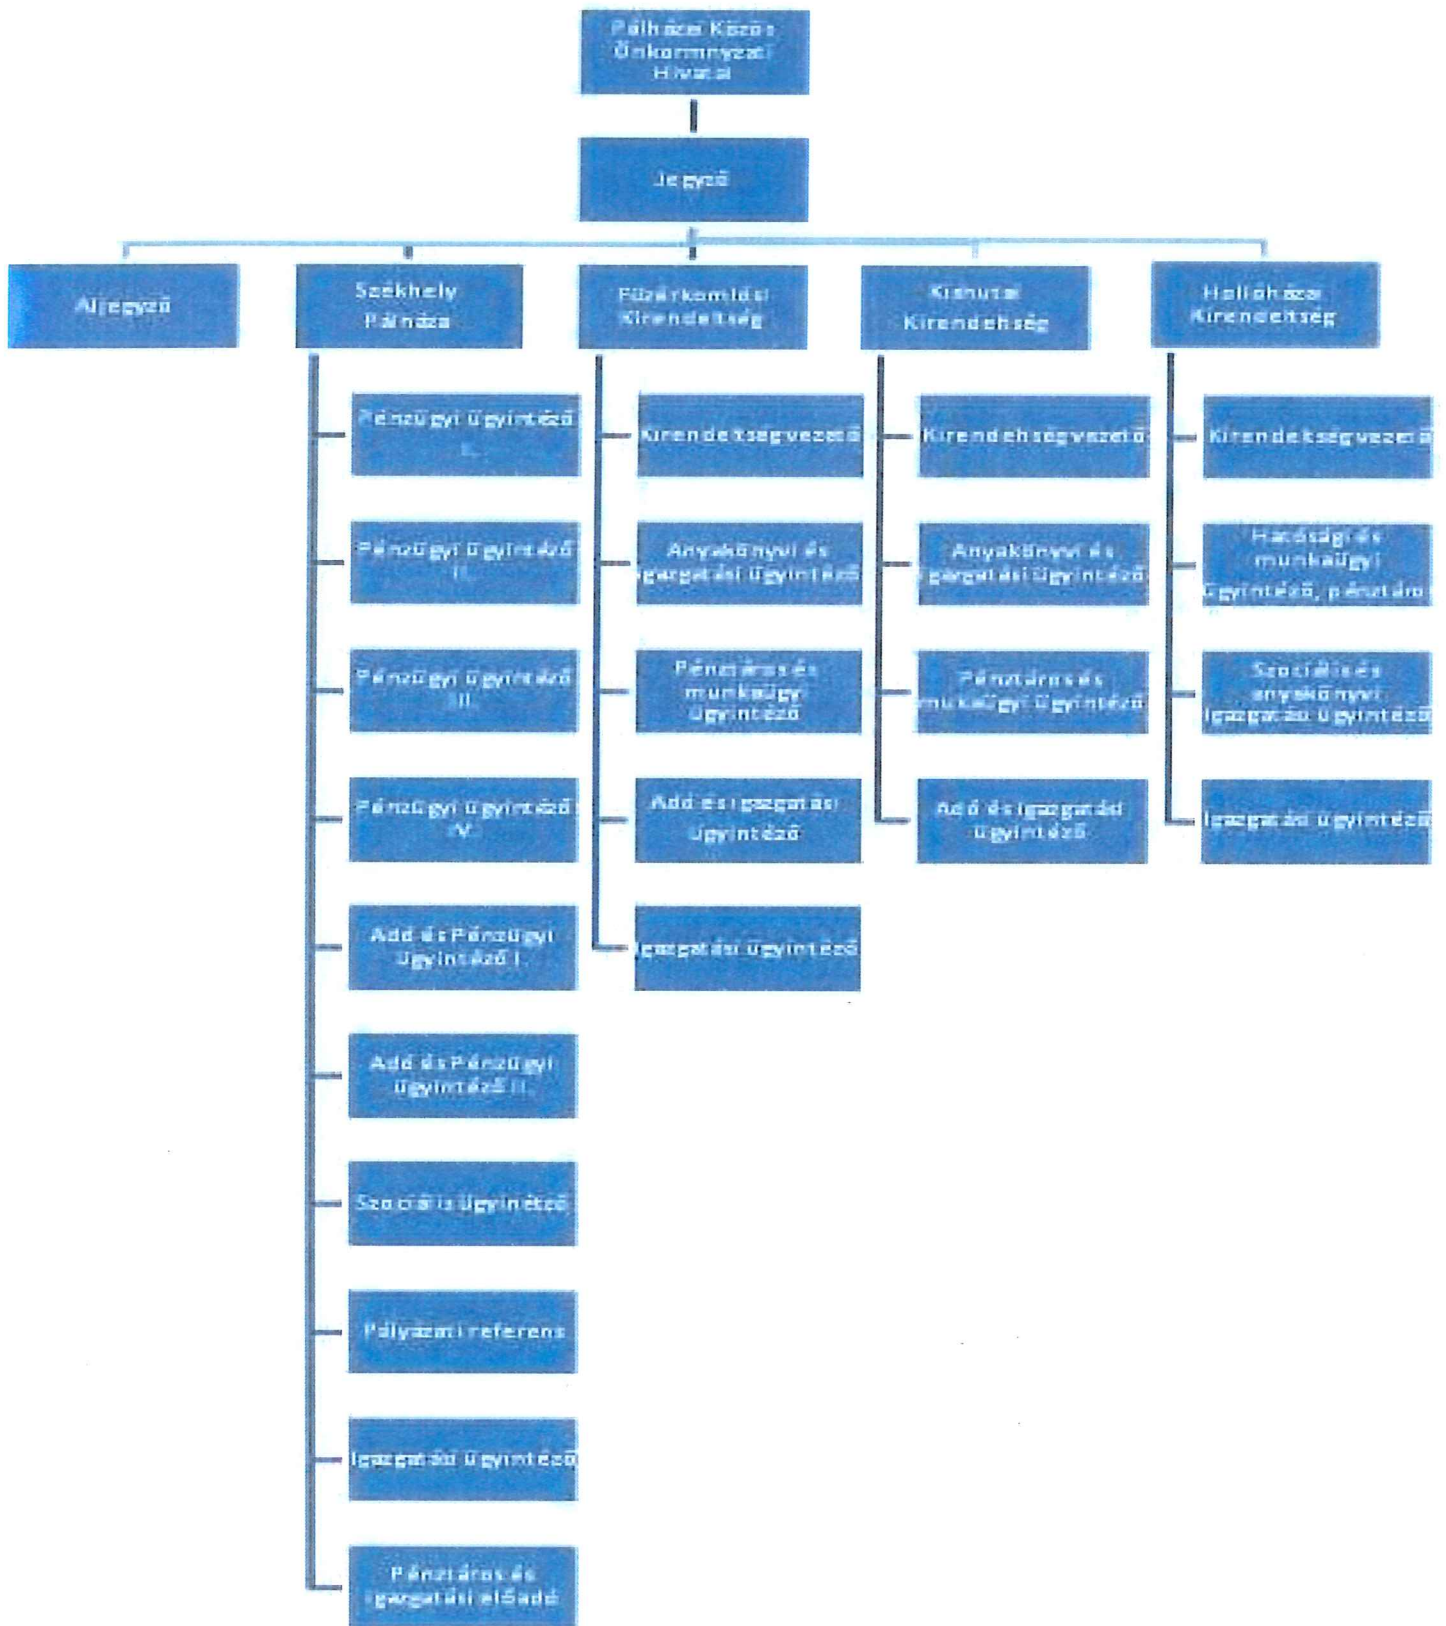 Pálházai Közös
Önkormnyzati
Hivatal
Jegyző
Aljegyző
Székhely
Pálháza
Füzérkomlósi
Kirendeltség
Kishutai
Kirendeltség
Hollóházai
Kirendeltség
Pénzügyi ügyintéző
I.
Pénzügyi ügyintéző
II.
Pénzügyi ügyintéző
III.
Pénzügyi ügyintéző
IV.
Adó és Pénzügyi
ügyintéző I.
Adó és Pénzügyi
ügyintéző II.
Szociális ügyinétző
Pályázati referens
Igazgatási ügyintéző
Pénztáros és
igazgatási előadó
Kirendeltségvezető
Anyakönyvi és
igazgatási ügyintéző
Pénztáros és
munkaügyi
ügyintéző
Adó és igazgatási
ügyintéző
Igazgatási ügyintéző
Kirendeltségvezető
Anyakönyvi és
igazgatási ügyintéző
Pénztáros és
mukaügyi ügyintéző
Adó és igazgatási
ügyintéző
Kirendeltségvezető
Hatósági és
munkaügyi
ügyintéző, pénztáros
Szociális és
anyakönyvi
igazgatási ügyintéző
Igazgatási ügyintéző